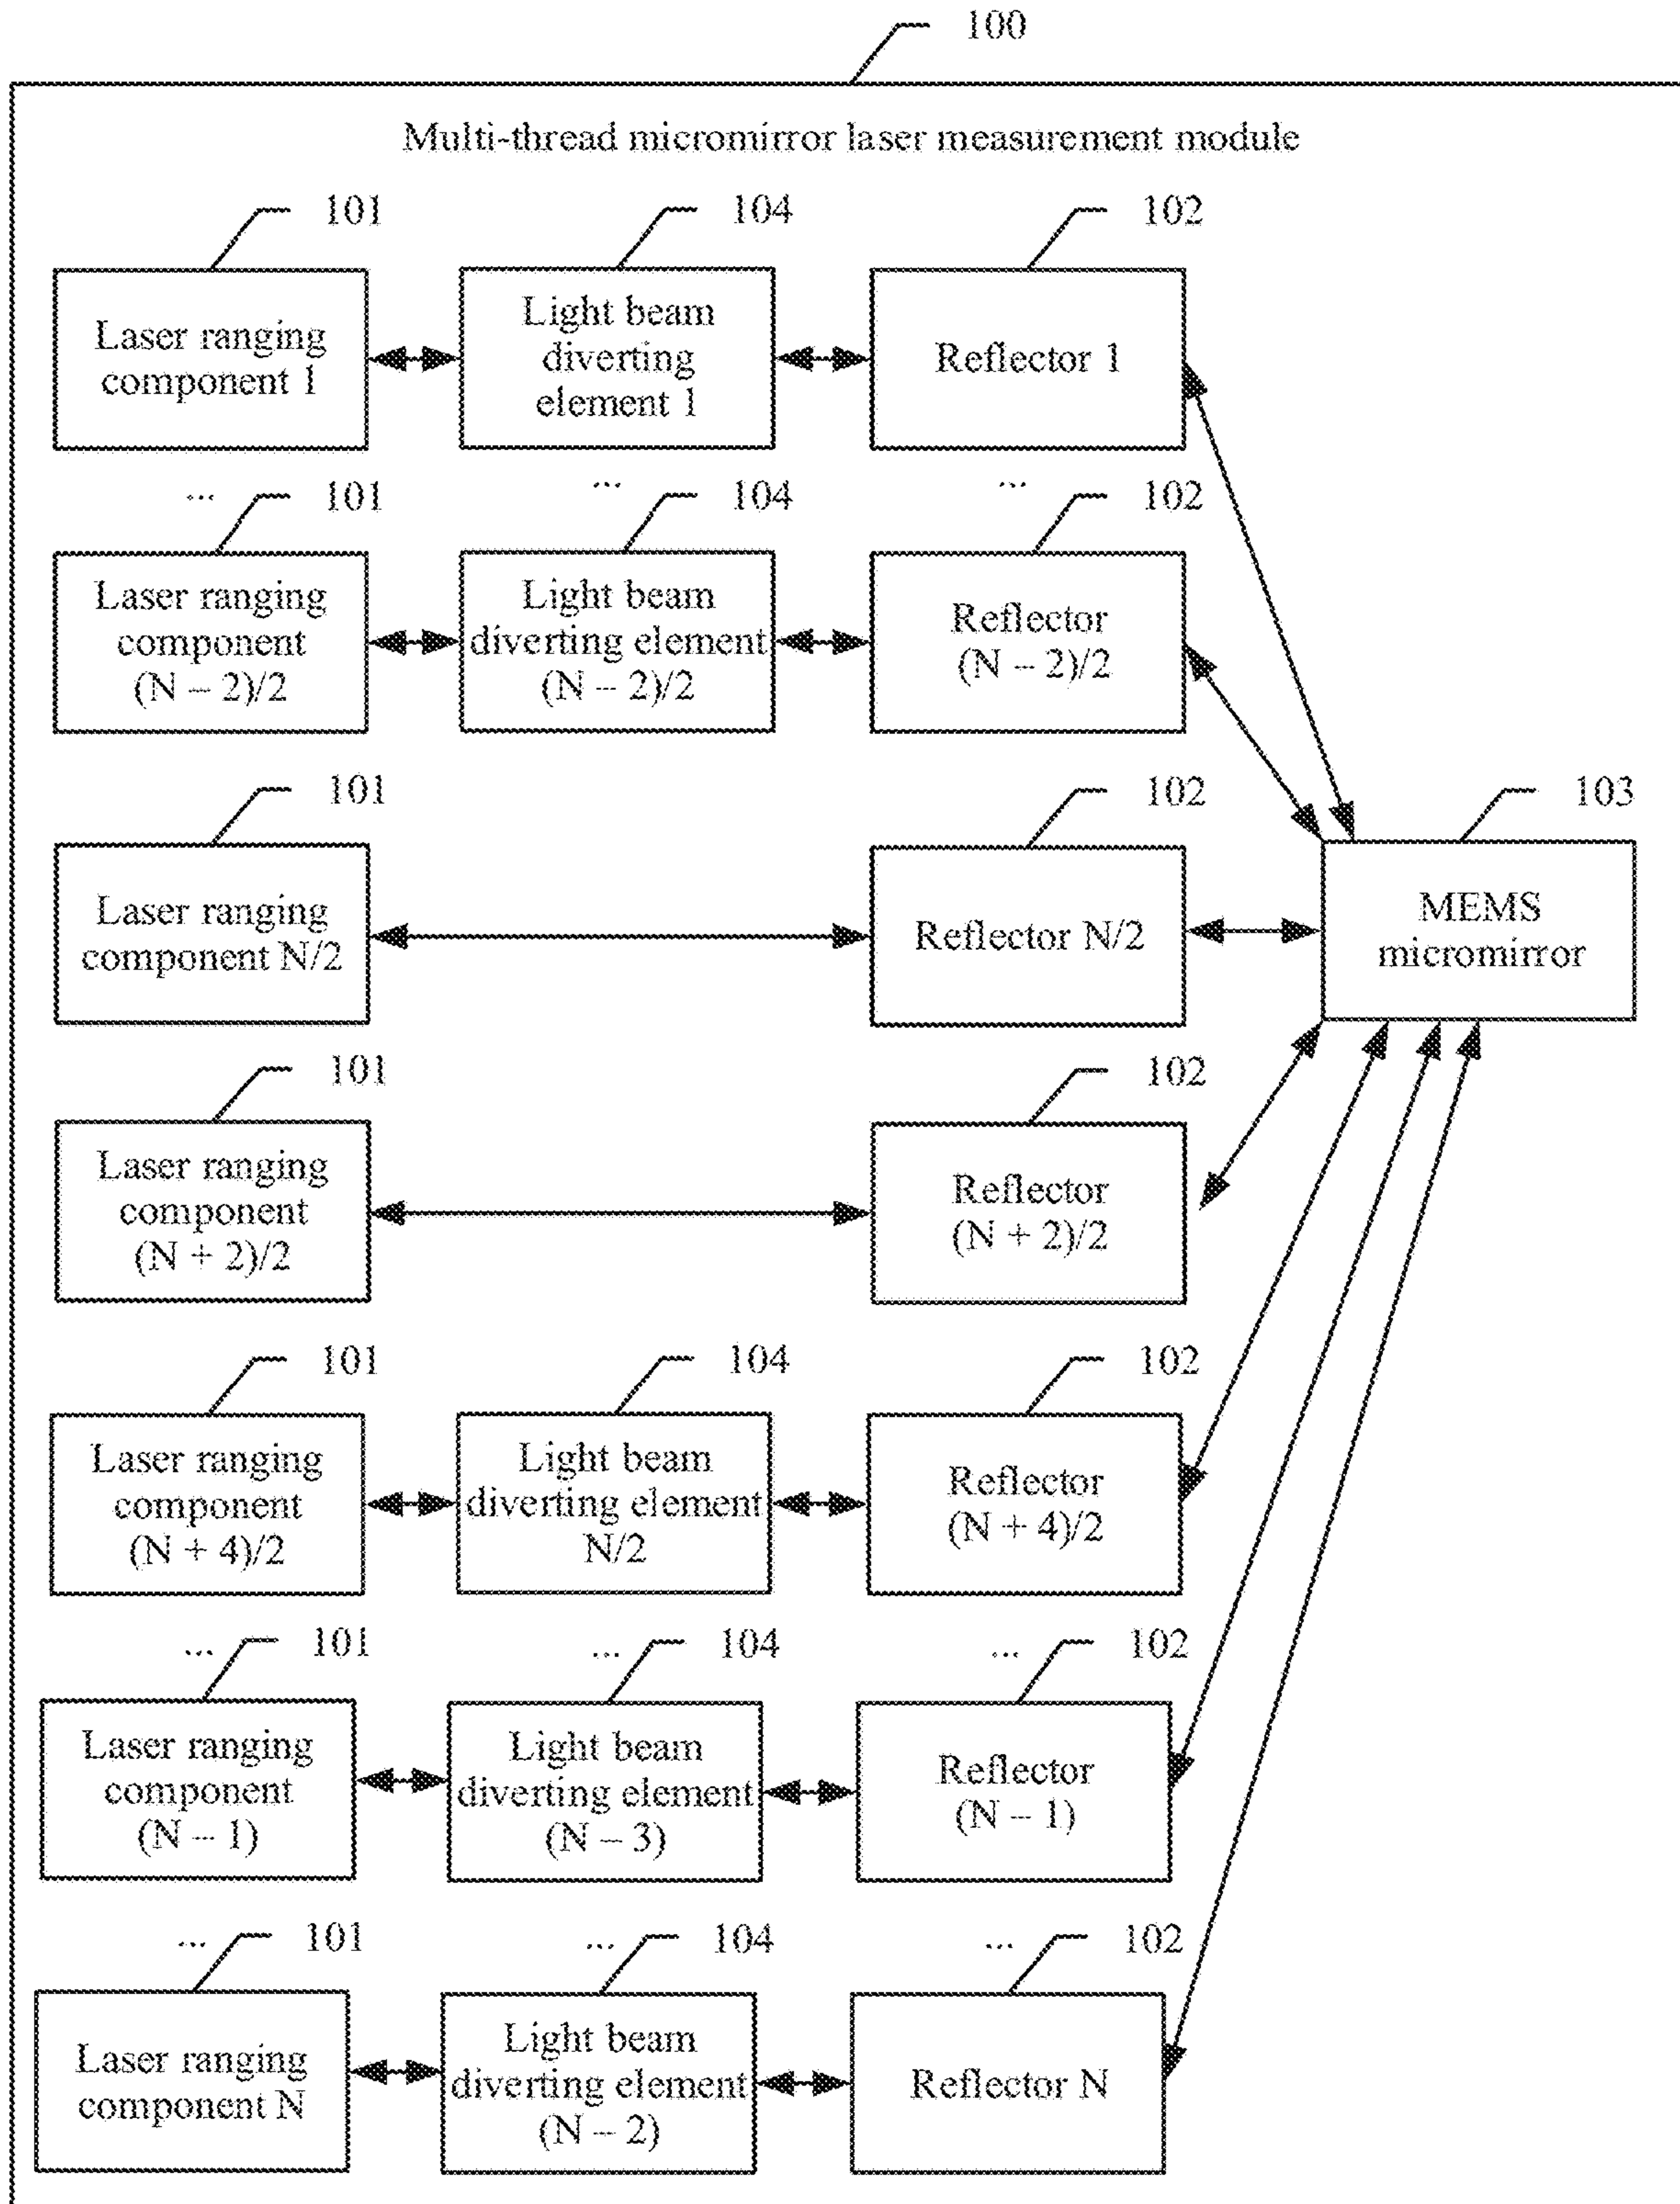 100
Multi-thread micromirror laser measurement module
101
104
102
Laser ranging
component 1
Light beam
diverting
element 1
Reflector 1
...
101
...
104
...
102
Laser ranging
component
(N – 2)/2
Light beam
diverting element
(N – 2)/2
Reflector
(N – 2)/2
101
102
103
Laser ranging
component N/2
Reflector N/2
MEMS
micromirror
101
102
Laser ranging
component
(N + 2)/2
Reflector
(N + 2)/2
101
104
102
Laser ranging
component
(N + 4)/2
Light beam
diverting element
N/2
Reflector
(N + 4)/2
...
101
...
104
...
102
Laser ranging
component
(N – 1)
Light beam
diverting element
(N – 3)
Reflector
(N – 1)
...
101
...
104
...
102
Laser ranging
component N
Light beam
diverting element
(N – 2)
Reflector N